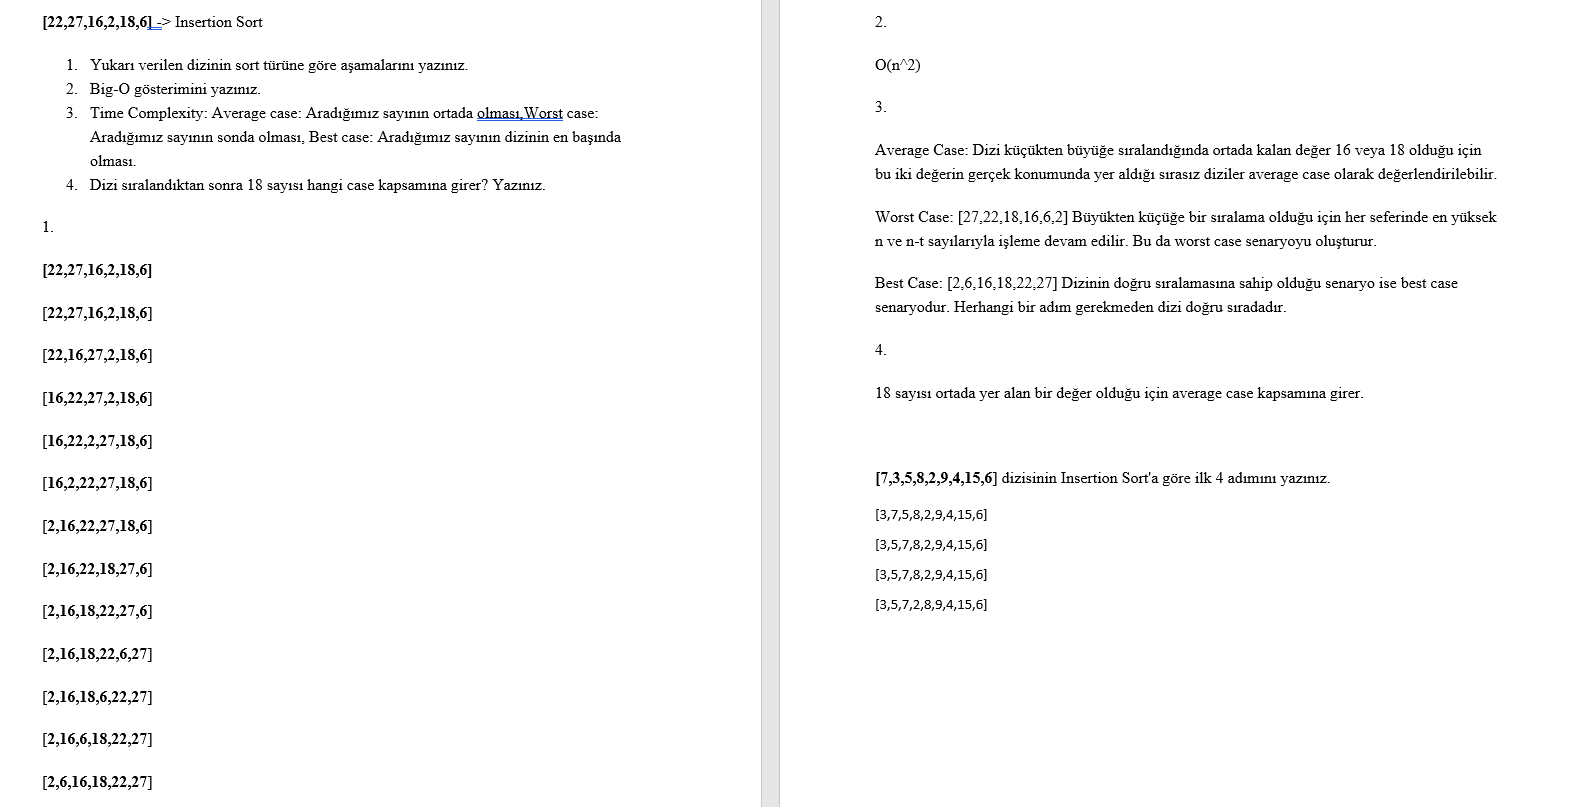 [22,27,16,2,18,6] -> Insertion Sort
1. Yukarı verilen dizinin sort türüne göre aşamalarını yazınız.
2. Big-O gösterimini yazınız.
3. Time Complexity: Average case: Aradığımız sayının ortada olması,Worst case:
Aradığımız sayının sonda olması, Best case: Aradığımız sayının dizinin en başında
olması.
4. Dizi sıralandıktan sonra 18 sayısı hangi case kapsamına girer? Yazınız.
1.
[22,27,16,2,18,6]
[22,27,16,2,18,6]
[22,16,27,2,18,6]
[16,22,27,2,18,6]
[16,22,2,27,18,6]
[16,2,22,27,18,6]
[2,16,22,27,18,6]
[2,16,22,18,27,6]
[2,16,18,22,27,6]
[2,16,18,22,6,27]
[2,16,18,6,22,27]
[2,16,6,18,22,27]
[2,6,16,18,22,27]
2.
O(n^2)
3.
Average Case: Dizi küçükten büyüğe sıralandığında ortada kalan değer 16 veya 18 olduğu için
bu iki değerin gerçek konumunda yer aldığı sırasız diziler average case olarak değerlendirilebilir.
Worst Case: [27,22,18,16,6,2] Büyükten küçüğe bir sıralama olduğu için her seferinde en yüksek
n ve n-t sayılarıyla işleme devam edilir. Bu da worst case senaryoyu oluşturur.
Best Case: [2,6,16,18,22,27] Dizinin doğru sıralamasına sahip olduğu senaryo ise best case
senaryodur. Herhangi bir adım gerekmeden dizi doğru sıradadır.
4.
18 sayısı ortada yer alan bir değer olduğu için average case kapsamına girer.
[7,3,5,8,2,9,4,15,6] dizisinin Insertion Sort'a göre ilk 4 adımını yazınız.
[3,7,5,8,2,9,4,15,6]
[3,5,7,8,2,9,4,15,6]
[3,5,7,8,2,9,4,15,6]
[3,5,7,2,8,9,4,15,6]